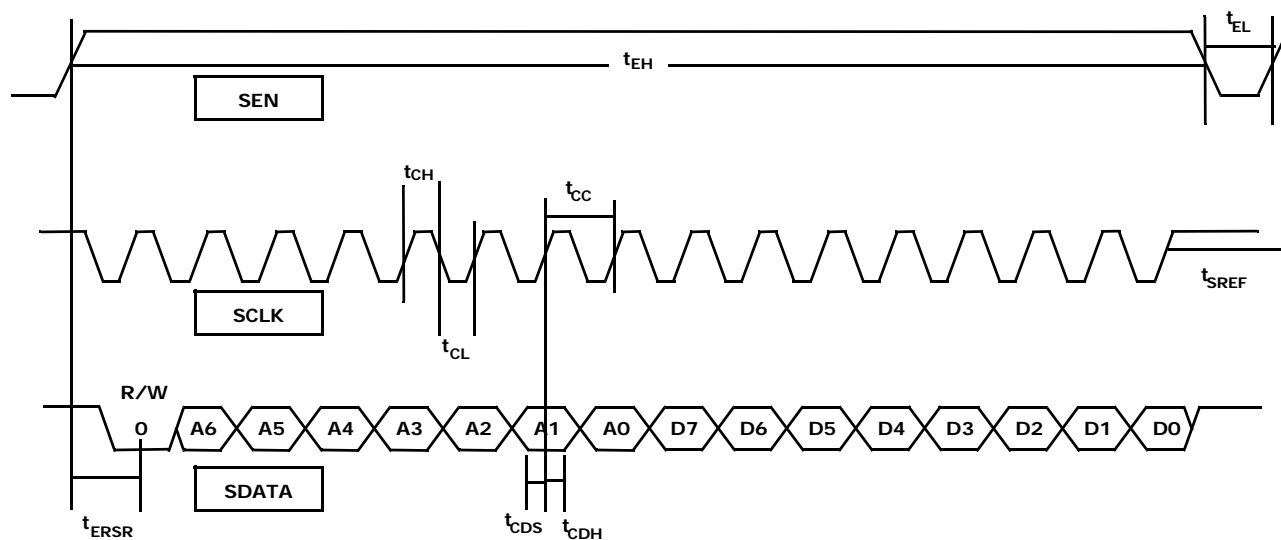 tEL
tEH
SEN
tCH
tCC
SCLK
tCL
tSREF
R/W
0 A6 A5 A4 A3 A2 A1 A0 D7 D6 D5 D4 D3 D2 D1 D0
SDATA
tERSR
tCDS
tCDH